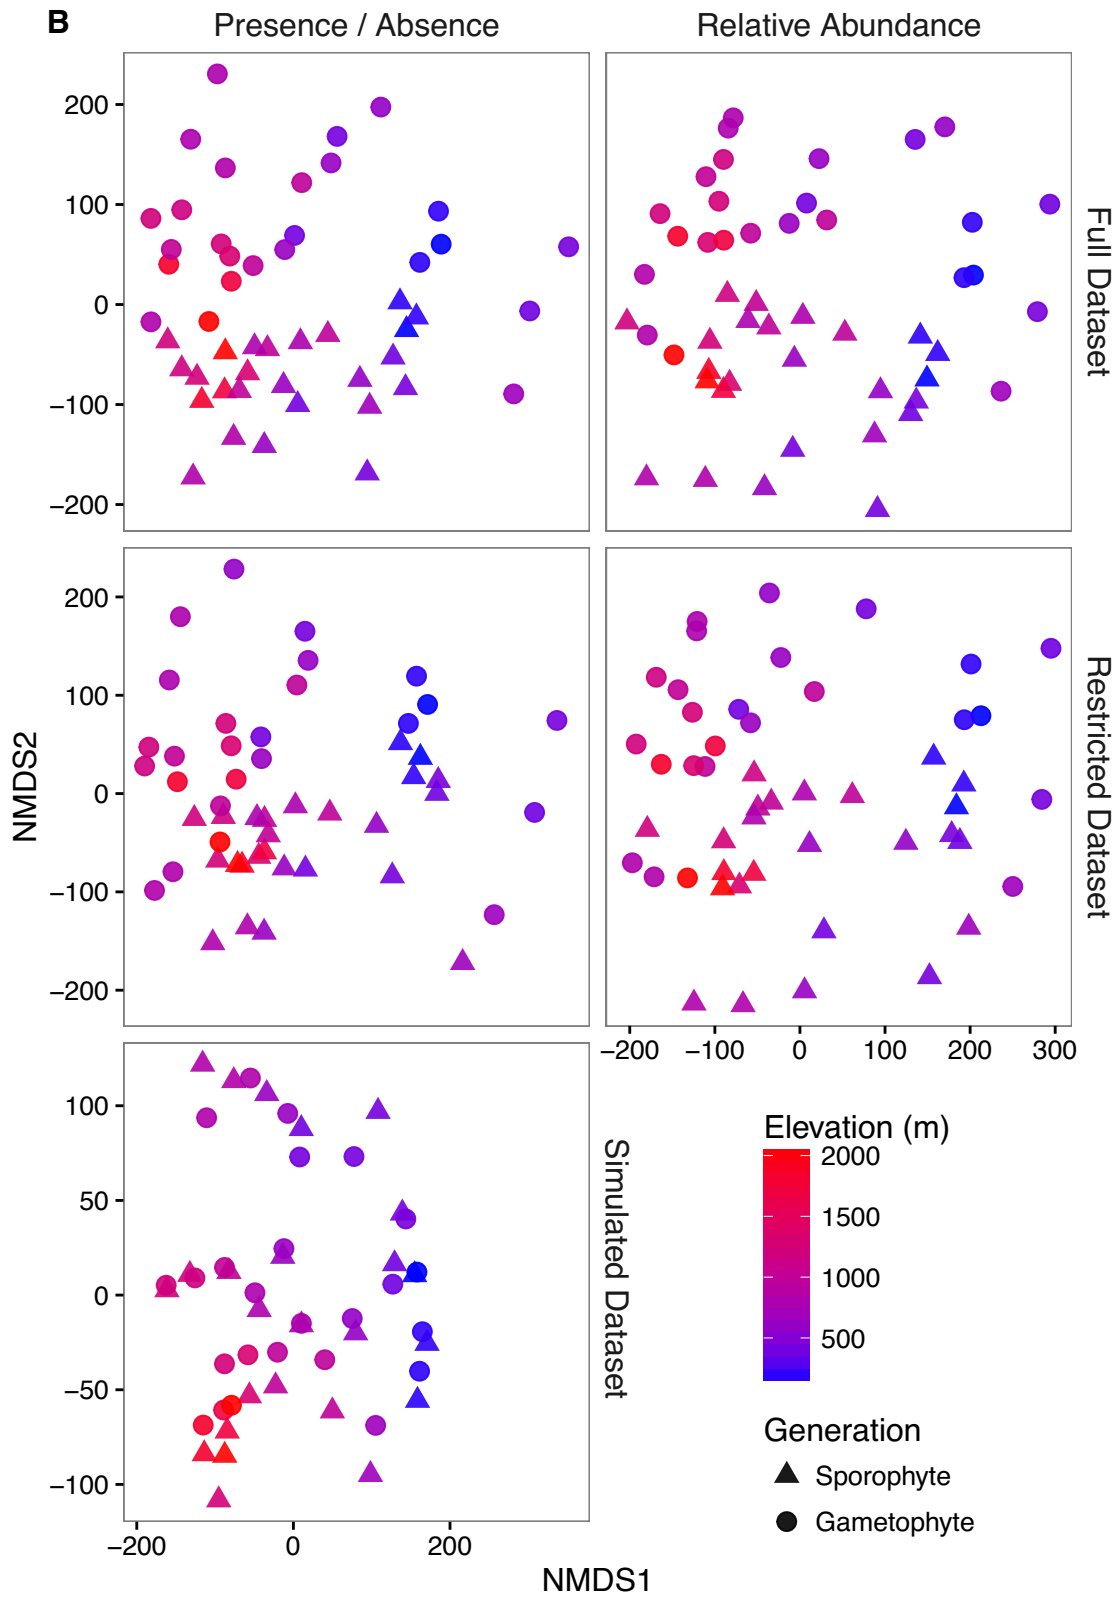 B
Presence / Absence
Relative Abundance
200
100
0
−100
−200
Full Dataset
200
100
0
−100
−200
NMDS2
Restricted Dataset
−200 −100 0 100 200 300
100
50
0
−50
−100
Simulated Dataset
−200 0 200
NMDS1
Elevation (m)
2000
1500
1000
500
Generation
Sporophyte
Gametophyte